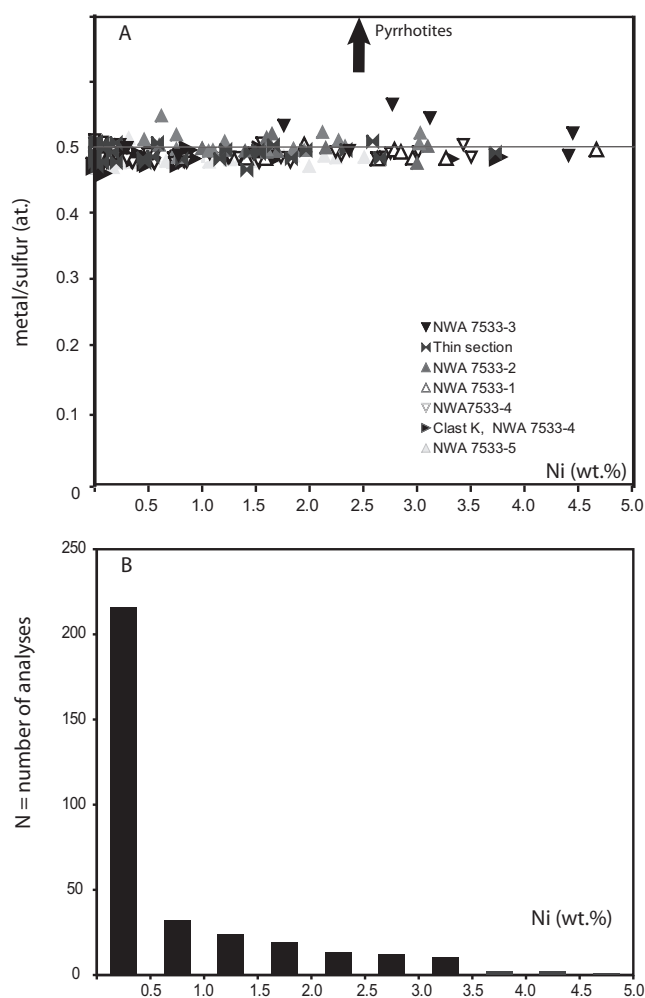 A
Pyrrhotites
metal/sulfur (at.)
0.5
0.4
0.3
0.2
0.1
0
NWA 7533-3
Thin section
NWA 7533-2
NWA 7533-1
NWA7533-4
Clast K, NWA 7533-4
NWA 7533-5
Ni (wt.%)
0.5 1.0 1.5 2.0 2.5 3.0 3.5 4.0 4.5 5.0
B
N = number of analyses
250
200
150
100
50
0
Ni (wt.%)
0.5 1.0 1.5 2.0 2.5 3.0 3.5 4.0 4.5 5.0